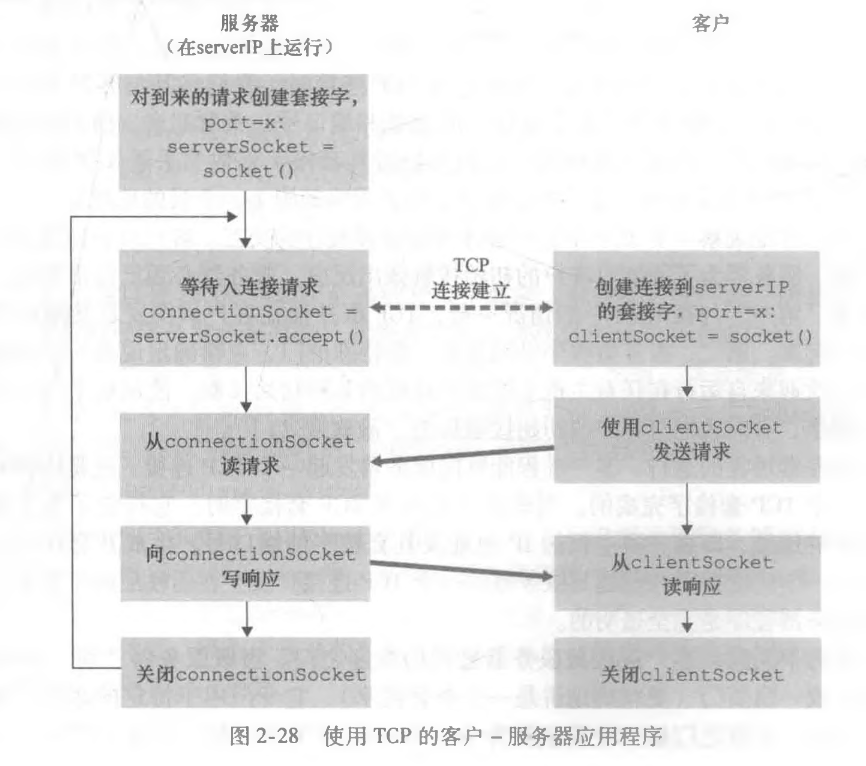 服务器
（在serverIP上运行）
客户
对到来的请求创建套接字，
port=x:
serverSocket =
socket()
等待入连接请求
connectionSocket =
serverSocket.accept()
TCP
连接建立
创建连接到serverIP
的套接字，port=x:
clientSocket = socket()
从connectionSocket
读请求
使用clientSocket
发送请求
向connectionSocket
写响应
从clientSocket
读响应
关闭connectionSocket
关闭clientSocket
图 2-28 使用 TCP 的客户－服务器应用程序